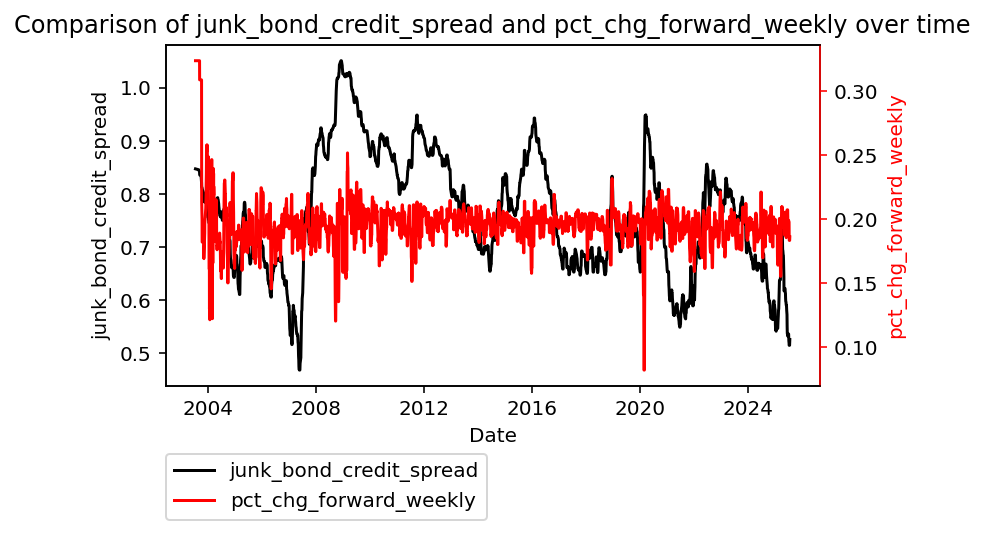 Comparison of junk_bond_credit_spread and pct_chg_forward_weekly over time
junk_bond_credit_spread
1.0
0.9
0.8
0.7
0.6
0.5
0.30
0.25
0.20
0.15
0.10
pct_chg_forward_weekly
2004 2008 2012 2016 2020 2024
Date
junk_bond_credit_spread
pct_chg_forward_weekly